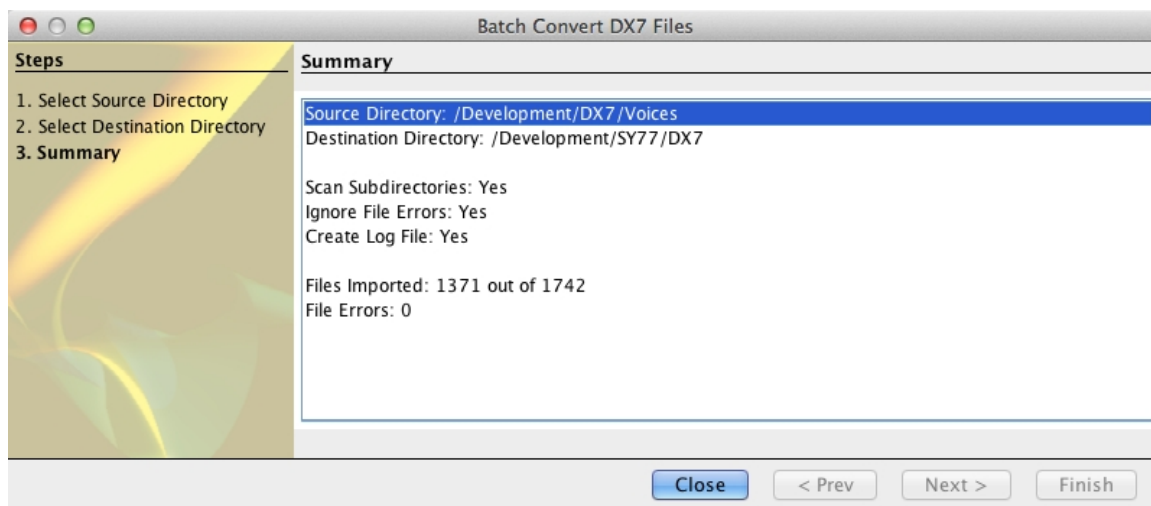 Batch Convert DX7 Files
Steps
1. Select Source Directory
2. Select Destination Directory
3. Summary
Summary
Source Directory: /Development/DX7/Voices
Destination Directory: /Development/SY77/DX7
Scan Subdirectories: Yes
Ignore File Errors: Yes
Create Log File: Yes
Files Imported: 1371 out of 1742
File Errors: 0
Close
< Prev
Next >
Finish